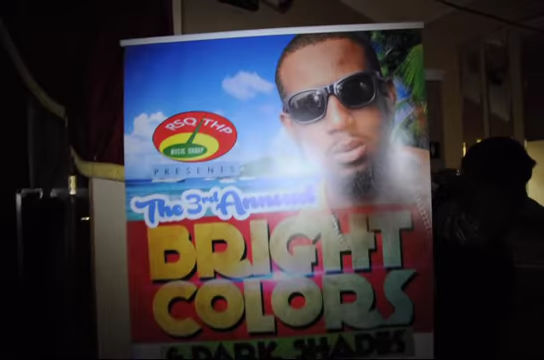 RSQ THP
MUSIC GROUP
PRESENTS
The 3rd Annual
BRIGHT
COLORS
& DARK SHADES